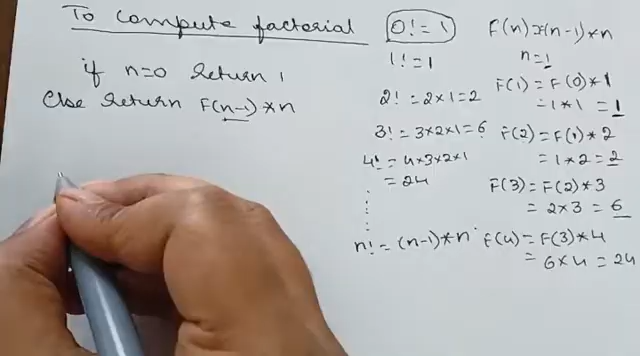 To compute factorial
if n=0 return 1
Else return F(n-1)*n
0! = 1
1! = 1
2! = 2×1=2
3! = 3×2×1=6
4! = 4×3×2×1
= 24
n! = (n-1)*n
F(n)=(n-1)*n
n=1
F(1) = F(0)*1
= 1*1 = 1
F(2) = F(1)*2
= 1×2 = 2
F(3) = F(2)*3
= 2×3 = 6
F(4) = F(3)*4
= 6×4 = 24